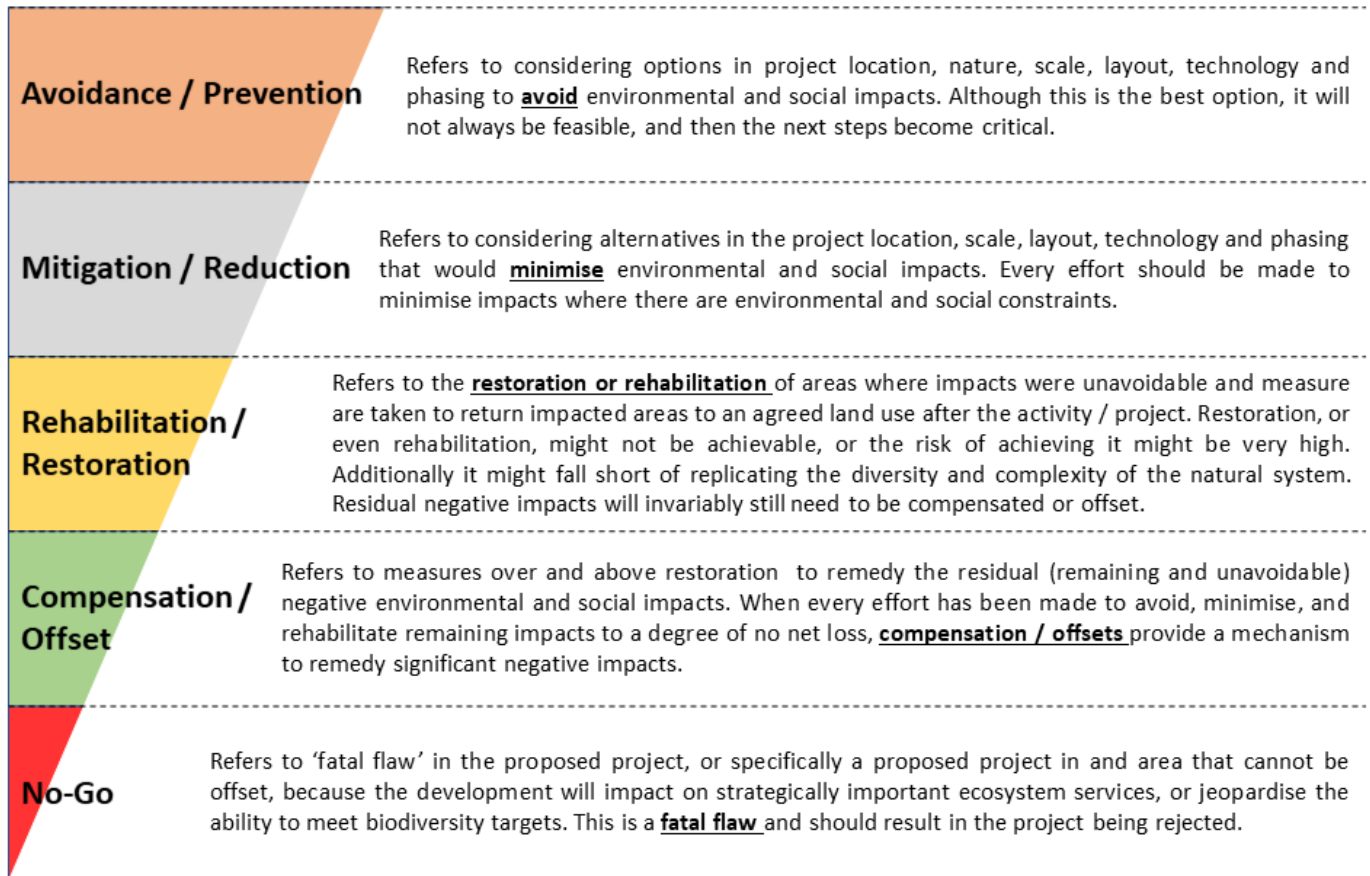 Avoidance / Prevention
Refers to considering options in project location, nature, scale, layout, technology and
phasing to avoid environmental and social impacts. Although this is the best option, it will
not always be feasible, and then the next steps become critical.
Mitigation / Reduction
Refers to considering alternatives in the project location, scale, layout, technology and phasing
that would minimise environmental and social impacts. Every effort should be made to
minimise impacts where there are environmental and social constraints.
Rehabilitation /
Restoration
Refers to the restoration or rehabilitation of areas where impacts were unavoidable and measure
are taken to return impacted areas to an agreed land use after the activity / project. Restoration, or
even rehabilitation, might not be achievable, or the risk of achieving it might be very high.
Additionally it might fall short of replicating the diversity and complexity of the natural system.
Residual negative impacts will invariably still need to be compensated or offset.
Compensation /
Offset
Refers to measures over and above restoration to remedy the residual (remaining and unavoidable)
negative environmental and social impacts. When every effort has been made to avoid, minimise, and
rehabilitate remaining impacts to a degree of no net loss, compensation / offsets provide a mechanism
to remedy significant negative impacts.
No-Go
Refers to ‘fatal flaw’ in the proposed project, or specifically a proposed project in and area that cannot be
offset, because the development will impact on strategically important ecosystem services, or jeopardise the
ability to meet biodiversity targets. This is a fatal flaw and should result in the project being rejected.